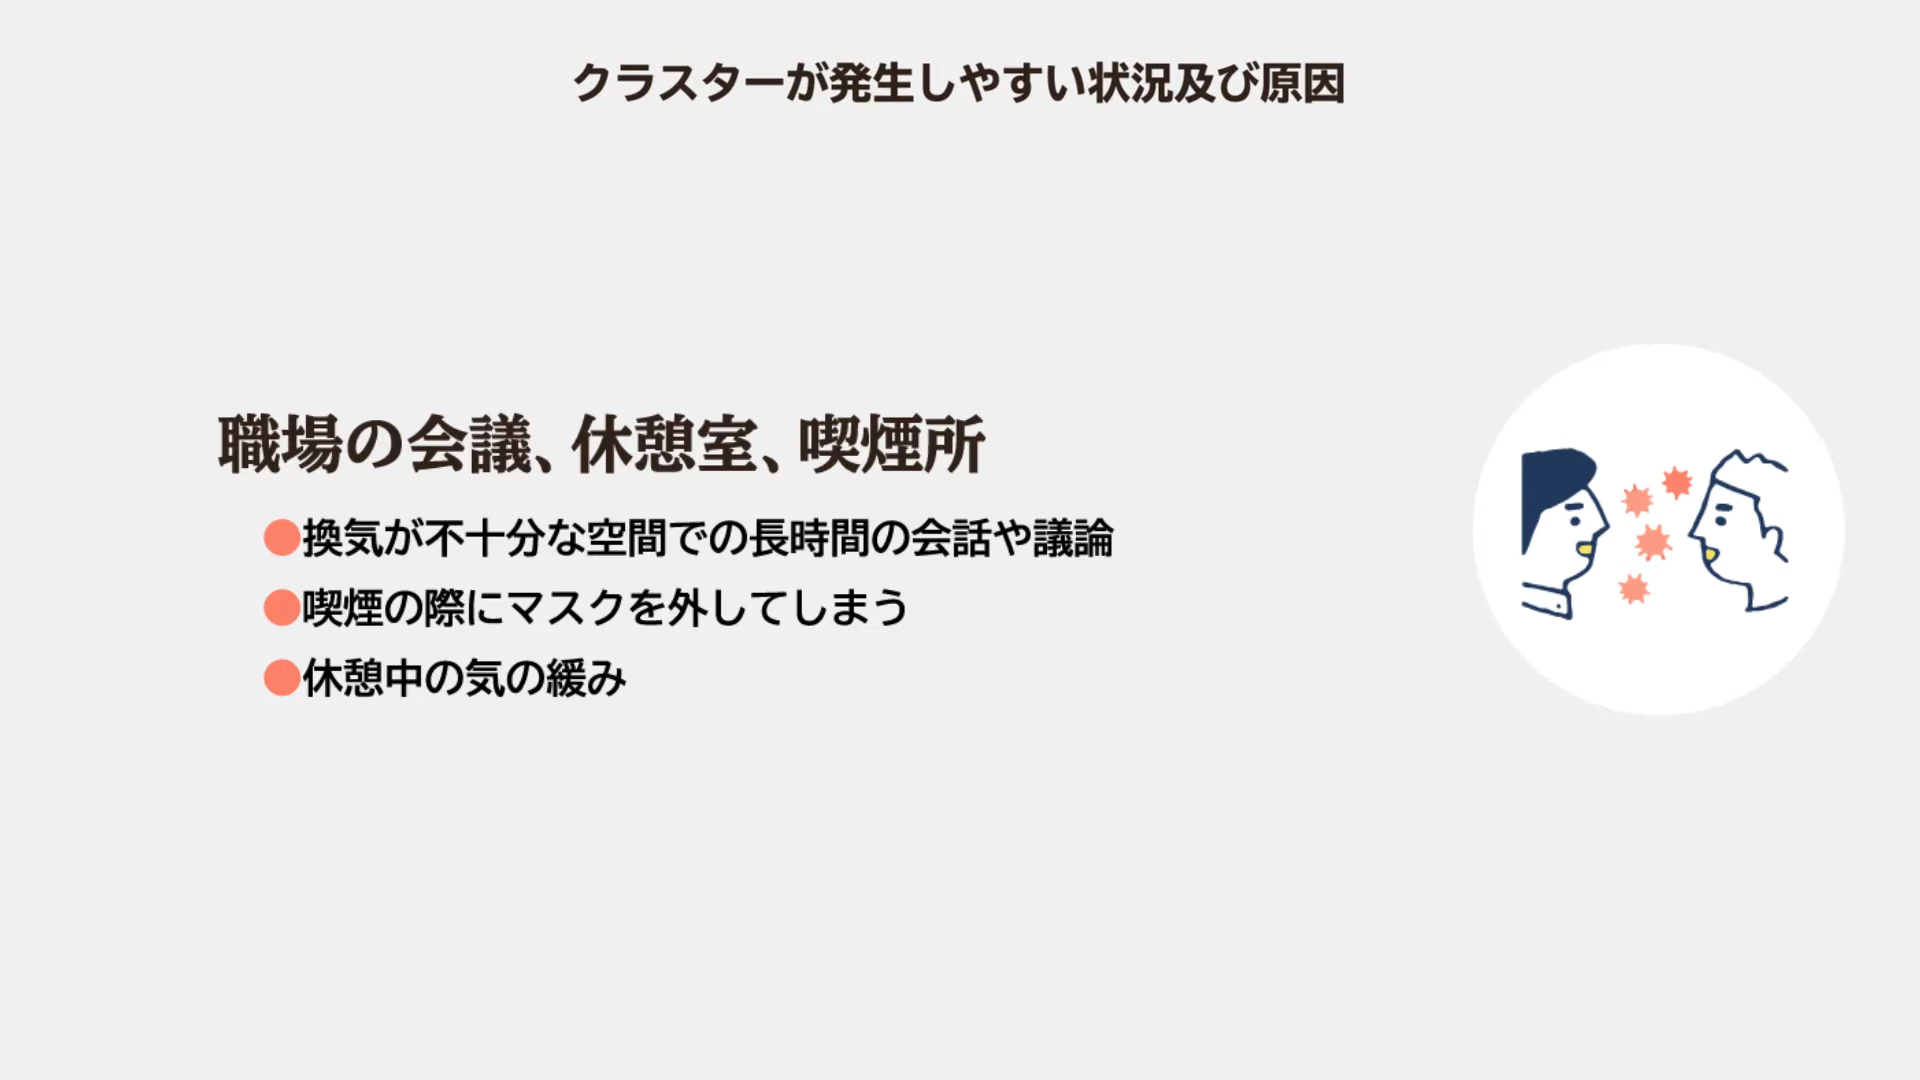 クラスターが発生しやすい状況及び原因
職場の会議、休憩室、喫煙所
●換気が不十分な空間での長時間の会話や議論
●喫煙の際にマスクを外してしまう
●休憩中の気の緩み